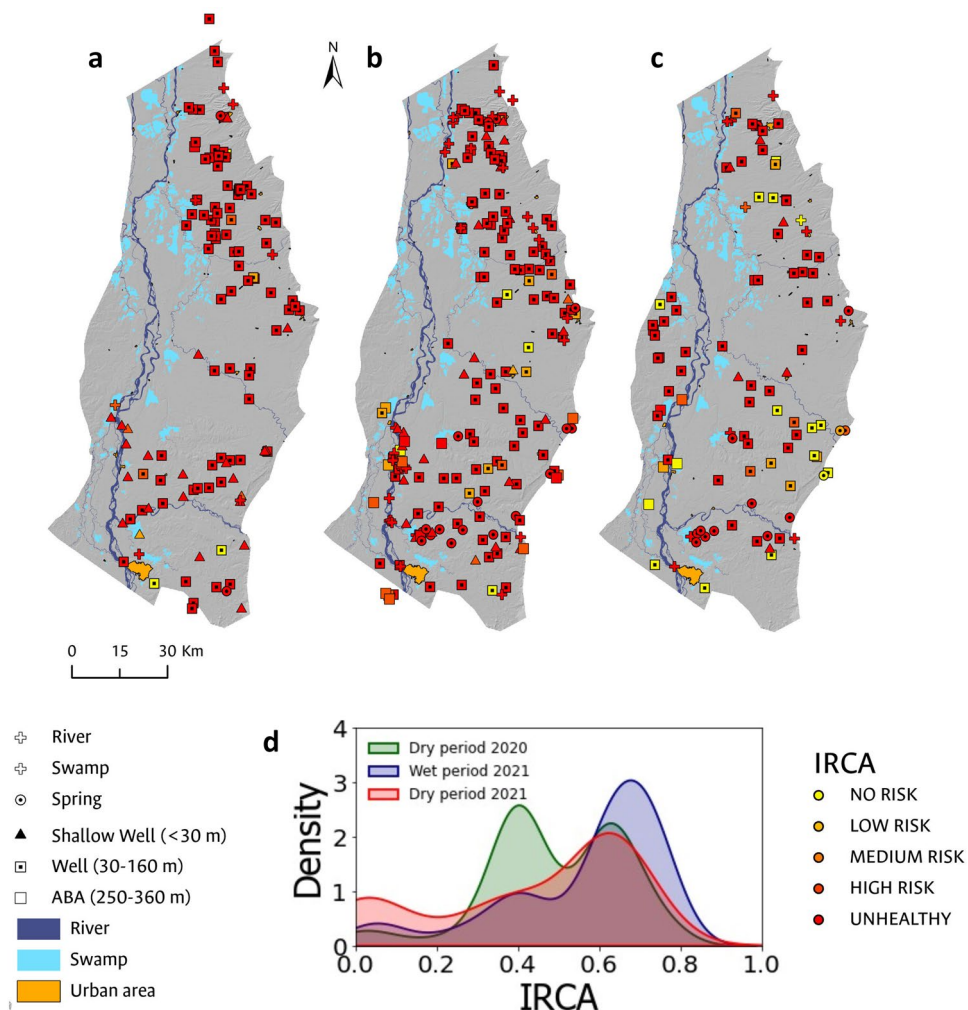 a
N
b
c
0 15 30 Km
River
Swamp
Spring
Shallow Well (<30 m)
Well (30-160 m)
ABA (250-360 m)
River
Swamp
Urban area
d
4
3
2
1
0
Density
Dry period 2020
Wet period 2021
Dry period 2021
0.0 0.2 0.4 0.6 0.8 1.0
IRCA
IRCA
NO RISK
LOW RISK
MEDIUM RISK
HIGH RISK
UNHEALTHY